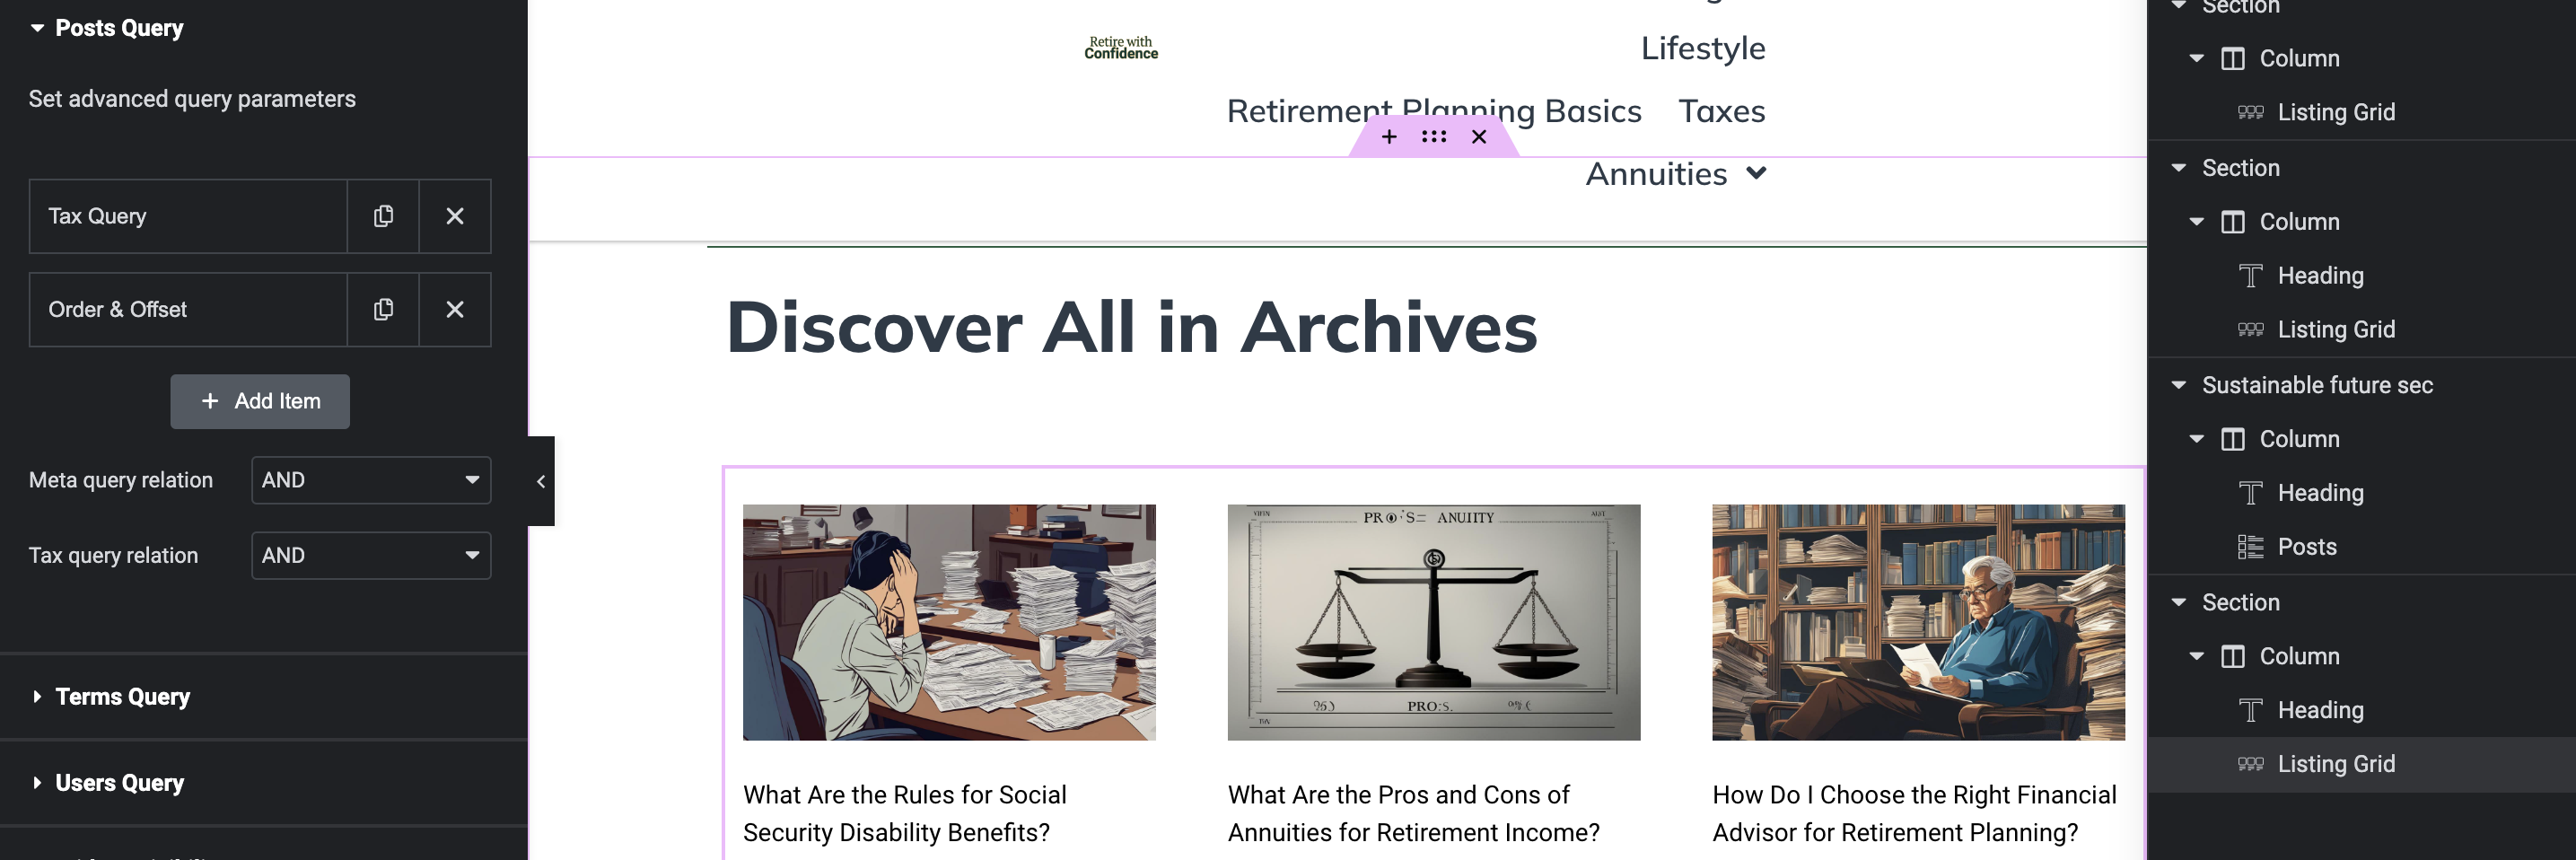 Posts Query
Set advanced query parameters
Tax Query
Order & Offset
+ Add Item
Meta query relation
AND
Tax query relation
AND
Terms Query
Users Query
Retire with
Confidence
Lifestyle
Retirement Planning Basics Taxes
Annuities
Discover All in Archives
PRO'S= ANUIITY
PRO:S.
What Are the Rules for Social
Security Disability Benefits?
What Are the Pros and Cons of
Annuities for Retirement Income?
How Do I Choose the Right Financial
Advisor for Retirement Planning?
Section
Column
Listing Grid
Section
Column
Heading
Listing Grid
Sustainable future sec
Column
Heading
Posts
Section
Column
Heading
Listing Grid